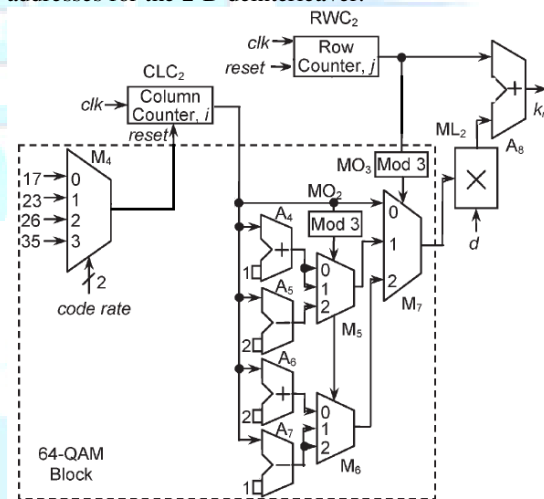 addresses for the 2-D deinterleaver.
RWC2
clk
Row
Counter, j
reset
CLC2
clk
Column
Counter, i
reset
ML2
A8
M4
17
0
23
1
26
2
35
3
2
code rate
MO3
Mod 3
MO2
Mod 3
0
1
2
M7
d
A4
1
0
1
2
M5
A5
2
A6
2
0
1
2
M6
A7
1
64-QAM
Block